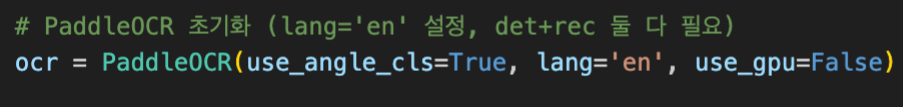 # PaddleOCR 초기화 (lang='en' 설정, det+rec 둘 다 필요)
ocr = PaddleOCR(use_angle_cls=True, lang='en', use_gpu=False)